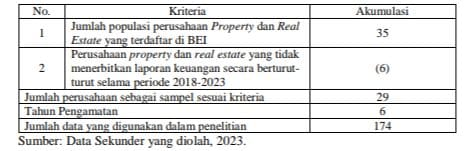 No. Kriteria Akumulasi
1 Jumlah populasi perusahaan Property dan Real 35
Estate yang terdaftar di BEI
2 Perusahaan property dan real estate yang tidak (6)
menerbitkan laporan keuangan secara berturut-
turut selama periode 2018-2023
Jumlah perusahaan sebagai sampel sesuai kriteria 29
Tahun Pengamatan 6
Jumlah data yang digunakan dalam penelitian 174
Sumber: Data Sekunder yang diolah, 2023.